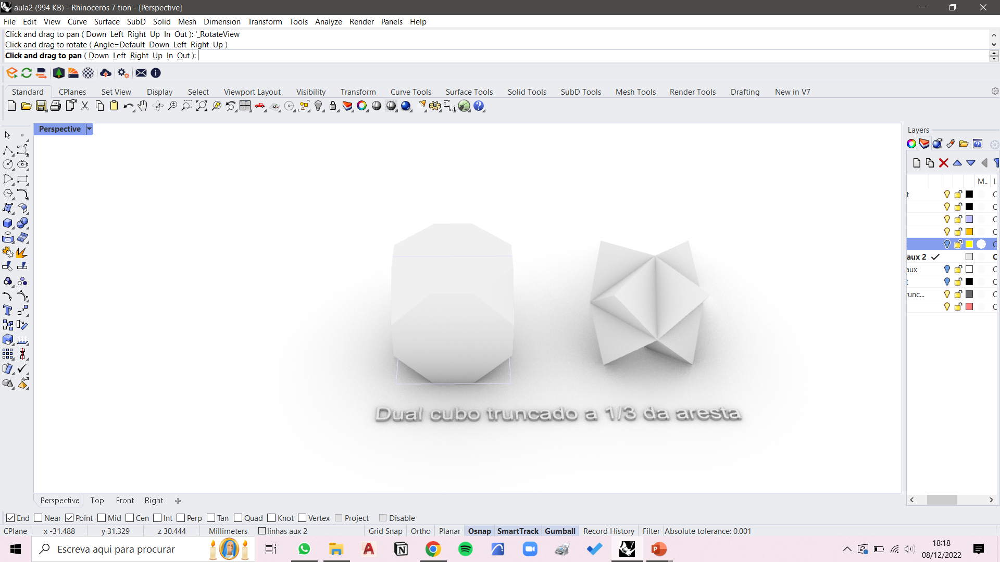 aula2 (994 KB) - Rhinoceros 7 tion - [Perspective]
File Edit View Curve Surface SubD Solid Mesh Dimension Transform Tools Analyze Render Panels Help
Click and drag to pan ( Down Left Right Up In Out ): '_RotateView
Click and drag to rotate ( Angle=Default Down Left Right Up )
Click and drag to pan ( Down Left Right Up In Out ):
Standard CPlanes Set View Display Select Viewport Layout Visibility Transform Curve Tools Surface Tools Solid Tools SubD Tools Mesh Tools Render Tools Drafting New in V7
Perspective
Layers
M... L
t C
C
C
C
C
aux 2 C
aux C
t C
runc... C
C
Dual cubo truncado a 1/3 da aresta
Perspective Top Front Right
End Near Point Mid Cen Int Perp Tan Quad Knot Vertex Project Disable
CPlane x -31.488 y 31.329 z 30.444 Millimeters linhas aux 2 Grid Snap Ortho Planar Osnap SmartTrack Gumball Record History Filter Absolute tolerance: 0.001
Escreva aqui para procurar
18:18
08/12/2022